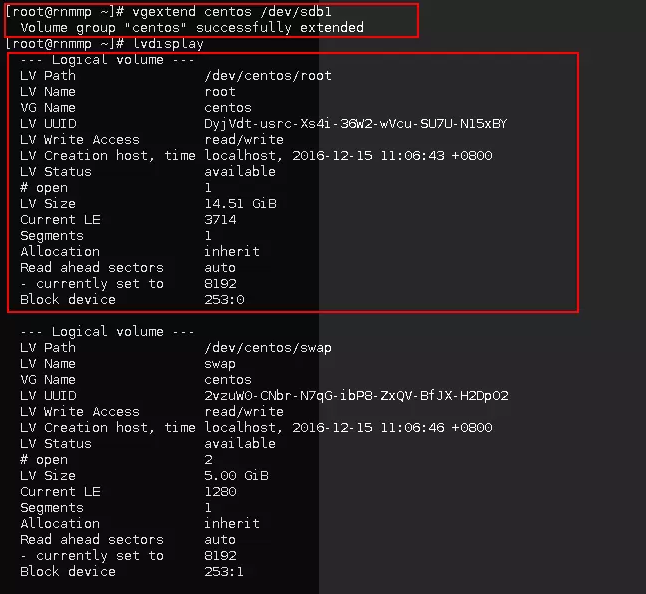 [root@rnmmp ~]# vgextend centos /dev/sdb1
Volume group "centos" successfully extended
[root@rnmmp ~]# lvdisplay
--- Logical volume ---
LV Path /dev/centos/root
LV Name root
VG Name centos
LV UUID DyjVdt-usrc-Xs4i-36W2-wVcu-SU7U-N15xBY
LV Write Access read/write
LV Creation host, time localhost, 2016-12-15 11:06:43 +0800
LV Status available
# open 1
LV Size 14.51 GiB
Current LE 3714
Segments 1
Allocation inherit
Read ahead sectors auto
- currently set to 8192
Block device 253:0
--- Logical volume ---
LV Path /dev/centos/swap
LV Name swap
VG Name centos
LV UUID 2vzuW0-CNbr-N7qG-ibP8-ZxQV-BfJX-H2DpO2
LV Write Access read/write
LV Creation host, time localhost, 2016-12-15 11:06:46 +0800
LV Status available
# open 2
LV Size 5.00 GiB
Current LE 1280
Segments 1
Allocation inherit
Read ahead sectors auto
- currently set to 8192
Block device 253:1